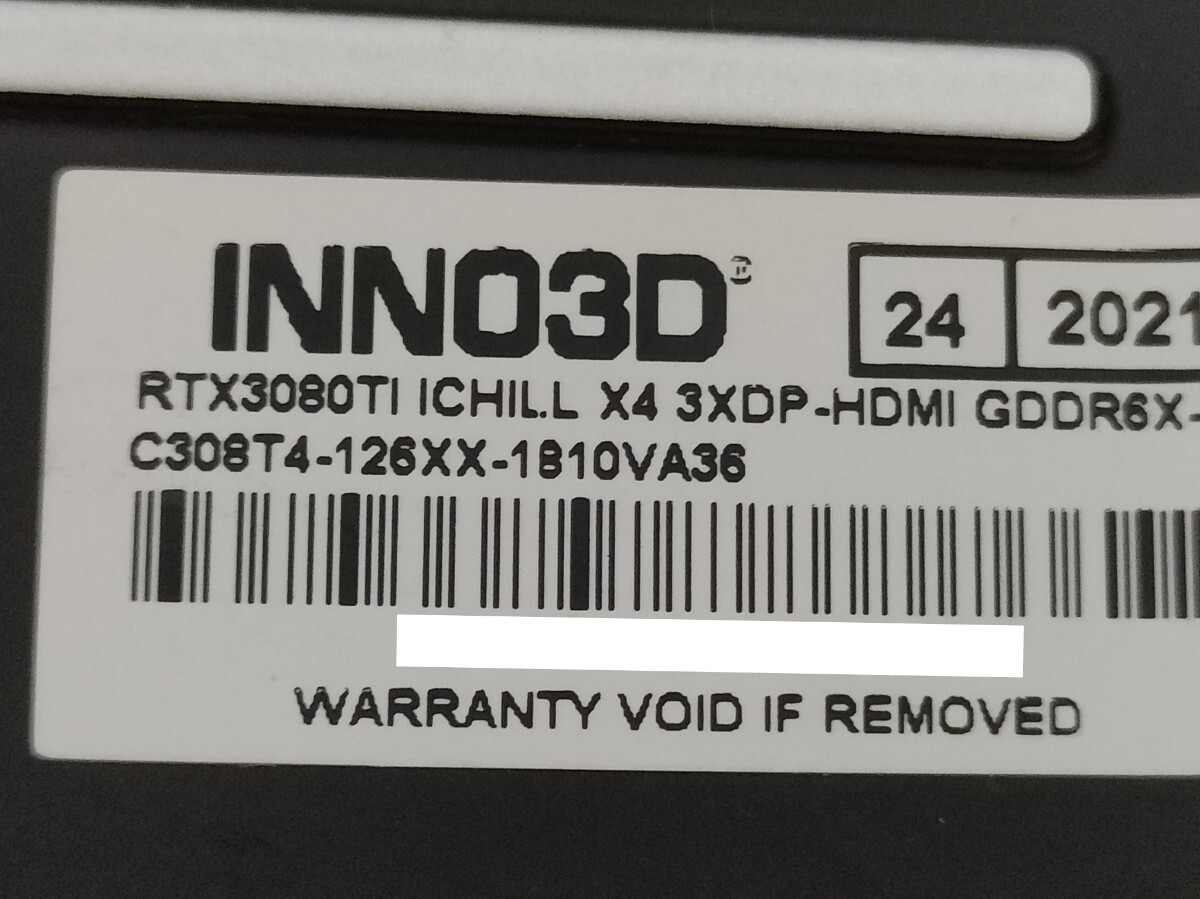 INNO3D
24 2021
RTX3080TI ICHILL X4 3XDP-HDMI GDDR6X-
C308T4-126XX-1810VA36
WARRANTY VOID IF REMOVED